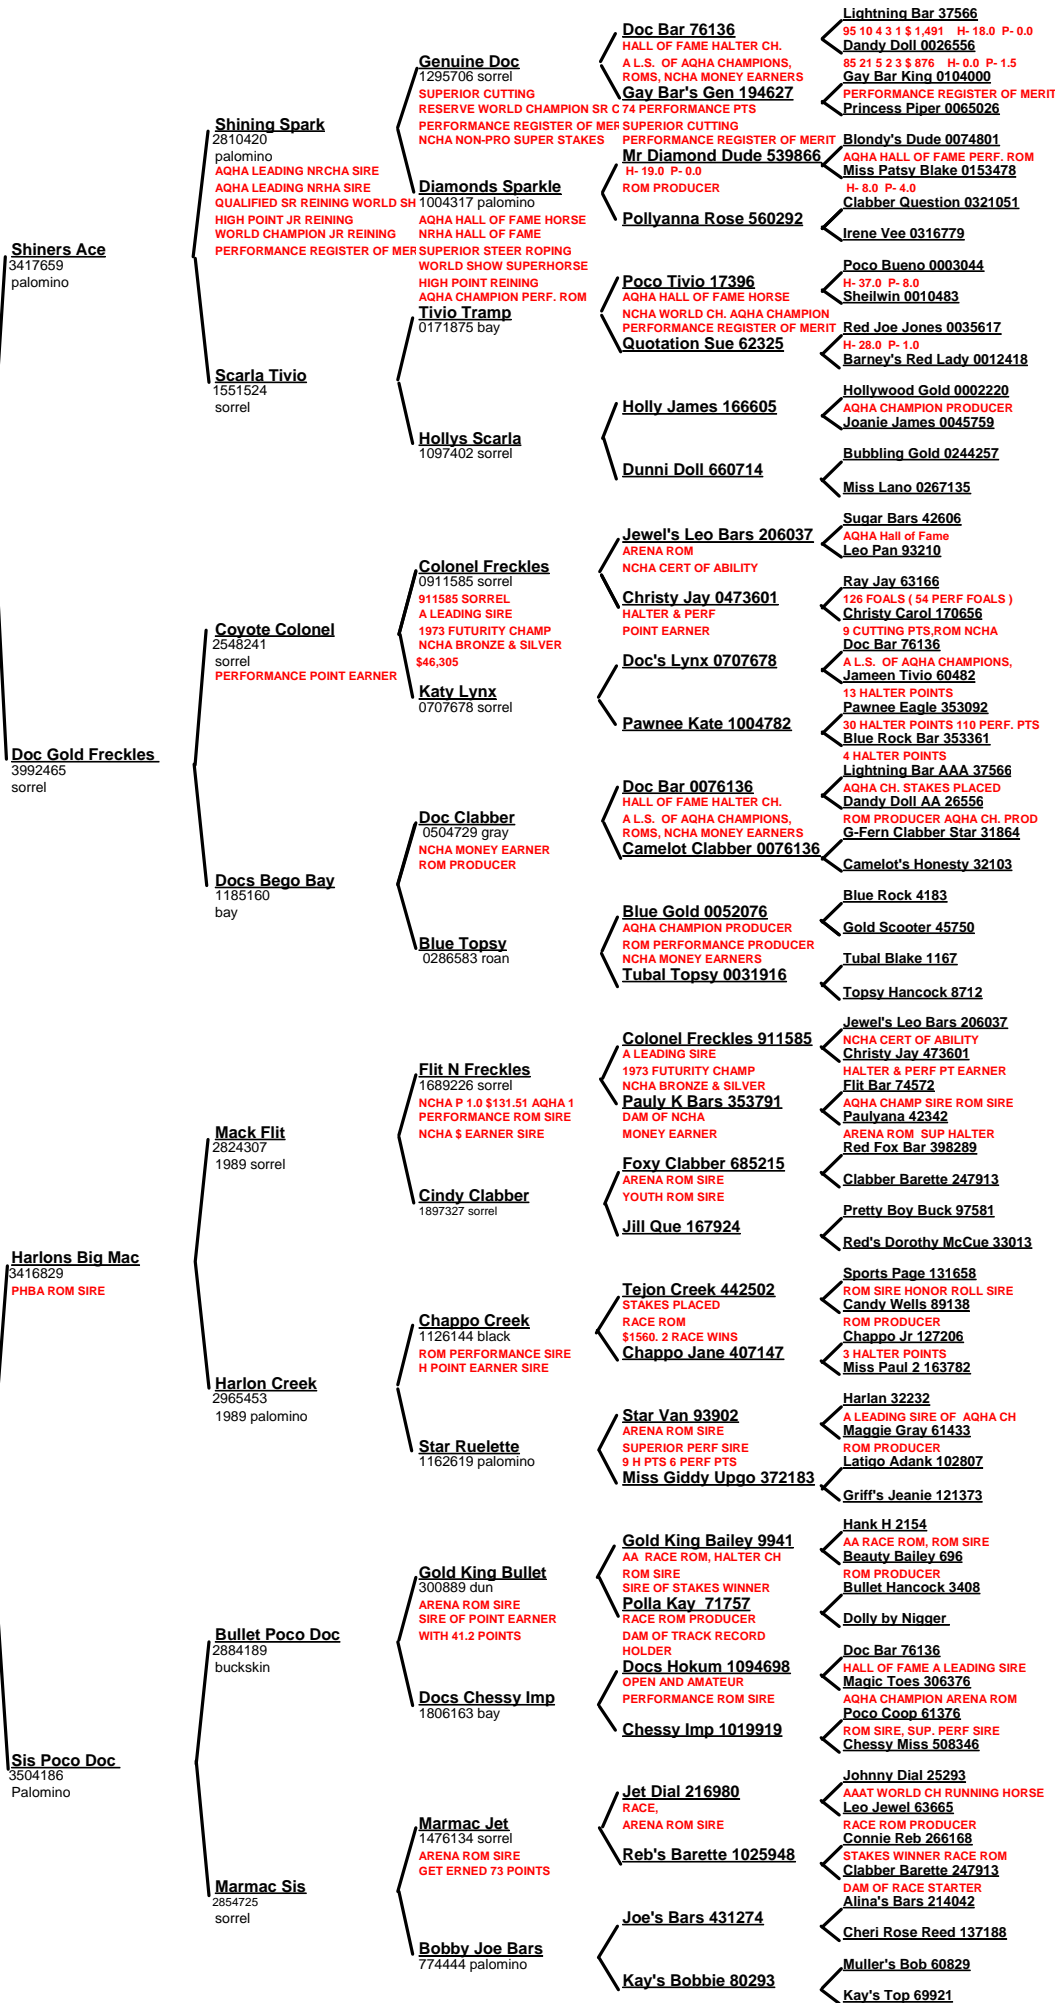 Shiners Ace
3417659
palomino
Doc Gold Freckles
3992465
sorrel
Harlons Big Mac
3416829
PHBA ROM SIRE
Sis Poco Doc
3504186
Palomino
Shining Spark
2810420
palomino
AQHA LEADING NRCHA SIRE
AQHA LEADING NRHA SIRE
QUALIFIED SR REINING WORLD SH
HIGH POINT JR REINING
WORLD CHAMPION JR REINING
PERFORMANCE REGISTER OF MER
Scarla Tivio
1551524
sorrel
Coyote Colonel
2548241
sorrel
PERFORMANCE POINT EARNER
Docs Bego Bay
1185160
bay
Mack Flit
2824307
1989 sorrel
Harlon Creek
2965453
1989 palomino
Bullet Poco Doc
2884189
buckskin
Marmac Sis
2854725
sorrel
Genuine Doc
1295706 sorrel
SUPERIOR CUTTING
RESERVE WORLD CHAMPION SR C
PERFORMANCE REGISTER OF MER
NCHA NON-PRO SUPER STAKES
Diamonds Sparkle
1004317 palomino
AQHA HALL OF FAME HORSE
NRHA HALL OF FAME
SUPERIOR STEER ROPING
WORLD SHOW SUPERHORSE
HIGH POINT REINING
AQHA CHAMPION PERF. ROM
Tivio Tramp
0171875 bay
Hollys Scarla
1097402 sorrel
Colonel Freckles
0911585 sorrel
911585 SORREL
A LEADING SIRE
1973 FUTURITY CHAMP
NCHA BRONZE & SILVER
$46,305
Katy Lynx
0707678 sorrel
Doc Clabber
0504729 gray
NCHA MONEY EARNER
ROM PRODUCER
Blue Topsy
0286583 roan
Flit N Freckles
1689226 sorrel
NCHA P 1.0 $131.51 AQHA 1
PERFORMANCE ROM SIRE
NCHA $ EARNER SIRE
Cindy Clabber
1897327 sorrel
Chappo Creek
1126144 black
ROM PERFORMANCE SIRE
H POINT EARNER SIRE
Star Ruelette
1162619 palomino
Gold King Bullet
300889 dun
ARENA ROM SIRE
SIRE OF POINT EARNER
WITH 41.2 POINTS
Docs Chessy Imp
1806163 bay
Marmac Jet
1476134 sorrel
ARENA ROM SIRE
GET ERNED 73 POINTS
Bobby Joe Bars
774444 palomino
Doc Bar 76136
HALL OF FAME HALTER CH.
A L.S. OF AQHA CHAMPIONS,
ROMS, NCHA MONEY EARNERS
Gay Bar's Gen 194627
74 PERFORMANCE PTS
SUPERIOR CUTTING
PERFORMANCE REGISTER OF MERIT
Mr Diamond Dude 539866
H- 19.0 P- 0.0
ROM PRODUCER
Pollyanna Rose 560292
Poco Tivio 17396
AQHA HALL OF FAME HORSE
NCHA WORLD CH. AQHA CHAMPION
PERFORMANCE REGISTER OF MERIT
Quotation Sue 62325
Holly James 166605
Dunni Doll 660714
Jewel's Leo Bars 206037
ARENA ROM
NCHA CERT OF ABILITY
Christy Jay 0473601
HALTER & PERF
POINT EARNER
Doc's Lynx 0707678
Pawnee Kate 1004782
Doc Bar 0076136
HALL OF FAME HALTER CH.
A L.S. OF AQHA CHAMPIONS,
ROMS, NCHA MONEY EARNERS
Camelot Clabber 0076136
Blue Gold 0052076
AQHA CHAMPION PRODUCER
ROM PERFORMANCE PRODUCER
NCHA MONEY EARNERS
Tubal Topsy 0031916
Colonel Freckles 911585
A LEADING SIRE
1973 FUTURITY CHAMP
NCHA BRONZE & SILVER
Pauly K Bars 353791
DAM OF NCHA
MONEY EARNER
Foxy Clabber 685215
ARENA ROM SIRE
YOUTH ROM SIRE
Jill Que 167924
Tejon Creek 442502
STAKES PLACED
RACE ROM
$1560. 2 RACE WINS
Chappo Jane 407147
Star Van 93902
ARENA ROM SIRE
SUPERIOR PERF SIRE
9 H PTS 6 PERF PTS
Miss Giddy Upgo 372183
Gold King Bailey 9941
AA RACE ROM, HALTER CH
ROM SIRE
SIRE OF STAKES WINNER
Polla Kay 71757
RACE ROM PRODUCER
DAM OF TRACK RECORD
HOLDER
Docs Hokum 1094698
OPEN AND AMATEUR
PERFORMANCE ROM SIRE
Chessy Imp 1019919
Jet Dial 216980
RACE,
ARENA ROM SIRE
Reb's Barette 1025948
Joe's Bars 431274
Kay's Bobbie 80293
Lightning Bar 37566
95 10 4 3 1 $ 1,491 H- 18.0 P- 0.0
Dandy Doll 0026556
85 21 5 2 3 $ 876 H- 0.0 P- 1.5
Gay Bar King 0104000
PERFORMANCE REGISTER OF MERIT
Princess Piper 0065026
Blondy's Dude 0074801
AQHA HALL OF FAME PERF. ROM
Miss Patsy Blake 0153478
H- 8.0 P- 4.0
Clabber Question 0321051
Irene Vee 0316779
Poco Bueno 0003044
H- 37.0 P- 8.0
Sheilwin 0010483
Red Joe Jones 0035617
H- 28.0 P- 1.0
Barney's Red Lady 0012418
Hollywood Gold 0002220
AQHA CHAMPION PRODUCER
Joanie James 0045759
Bubbling Gold 0244257
Miss Lano 0267135
Sugar Bars 42606
AQHA Hall of Fame
Leo Pan 93210
Ray Jay 63166
126 FOALS ( 54 PERF FOALS )
Christy Carol 170656
9 CUTTING PTS,ROM NCHA
Doc Bar 76136
A L.S. OF AQHA CHAMPIONS,
Jameen Tivio 60482
13 HALTER POINTS
Pawnee Eagle 353092
30 HALTER POINTS 110 PERF. PTS
Blue Rock Bar 353361
4 HALTER POINTS
Lightning Bar AAA 37566
AQHA CH. STAKES PLACED
Dandy Doll AA 26556
ROM PRODUCER AQHA CH. PROD
G-Fern Clabber Star 31864
Camelot's Honesty 32103
Blue Rock 4183
Gold Scooter 45750
Tubal Blake 1167
Topsy Hancock 8712
Jewel's Leo Bars 206037
NCHA CERT OF ABILITY
Christy Jay 473601
HALTER & PERF PT EARNER
Flit Bar 74572
AQHA CHAMP SIRE ROM SIRE
Paulyana 42342
ARENA ROM SUP HALTER
Red Fox Bar 398289
Clabber Barette 247913
Pretty Boy Buck 97581
Red's Dorothy McCue 33013
Sports Page 131658
ROM SIRE HONOR ROLL SIRE
Candy Wells 89138
ROM PRODUCER
Chappo Jr 127206
3 HALTER POINTS
Miss Paul 2 163782
Harlan 32232
A LEADING SIRE OF AQHA CH
Maggie Gray 61433
ROM PRODUCER
Latigo Adank 102807
Griff's Jeanie 121373
Hank H 2154
AA RACE ROM, ROM SIRE
Beauty Bailey 696
ROM PRODUCER
Bullet Hancock 3408
Dolly by Nigger
Doc Bar 76136
HALL OF FAME A LEADING SIRE
Magic Toes 306376
AQHA CHAMPION ARENA ROM
Poco Coop 61376
ROM SIRE, SUP. PERF SIRE
Chessy Miss 508346
Johnny Dial 25293
AAAT WORLD CH RUNNING HORSE
Leo Jewel 63665
RACE ROM PRODUCER
Connie Reb 266168
STAKES WINNER RACE ROM
Clabber Barette 247913
DAM OF RACE STARTER
Alina's Bars 214042
Cheri Rose Reed 137188
Muller's Bob 60829
Kay's Top 69921